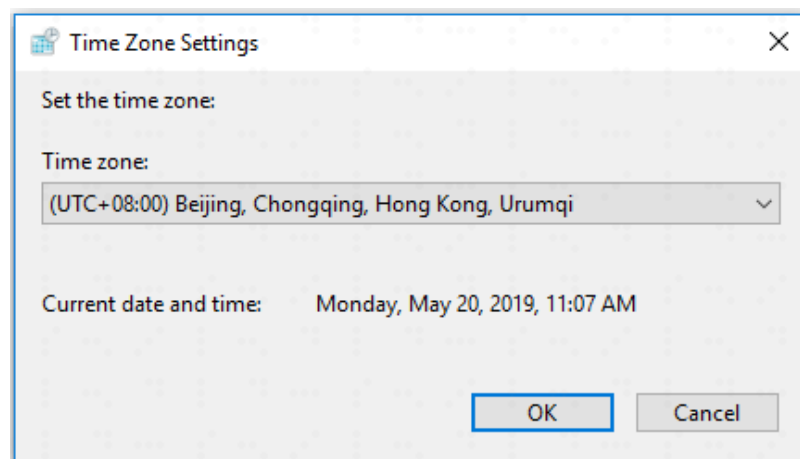 Time Zone Settings
Set the time zone:
Time zone:
(UTC+08:00) Beijing, Chongqing, Hong Kong, Urumqi
Current date and time: Monday, May 20, 2019, 11:07 AM
OK Cancel